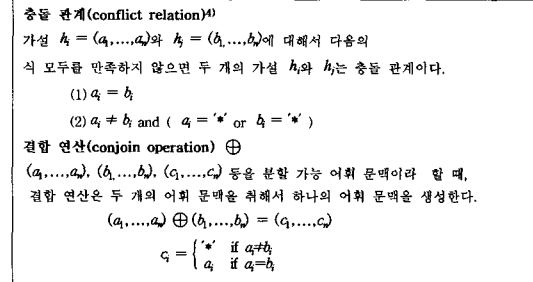 충돌 관계(conflict relation)4)
가설 hᵢ = (a₁,...,aₙ)와 hⱼ = (b₁,...,bₙ)에 대해서 다음의
식 모두를 만족하지 않으면 두 개의 가설 hᵢ와 hⱼ는 충돌 관계이다.
(1) aᵢ = bᵢ
(2) aᵢ ≠ bᵢ and ( aᵢ = '*' or bᵢ = '*' )
결합 연산(conjoin operation) ⊕
(a₁,...,aₙ), (b₁,...,bₙ), (c₁,...,cₙ) 등을 분할 가능 어휘 문맥이라 할 때,
결합 연산은 두 개의 어휘 문맥을 취해서 하나의 어휘 문맥을 생성한다.
(a₁,...,aₙ) ⊕ (b₁,...,bₙ) = (c₁,...,cₙ)
cᵢ = { '*' if aᵢ≠bᵢ
aᵢ if aᵢ=bᵢ